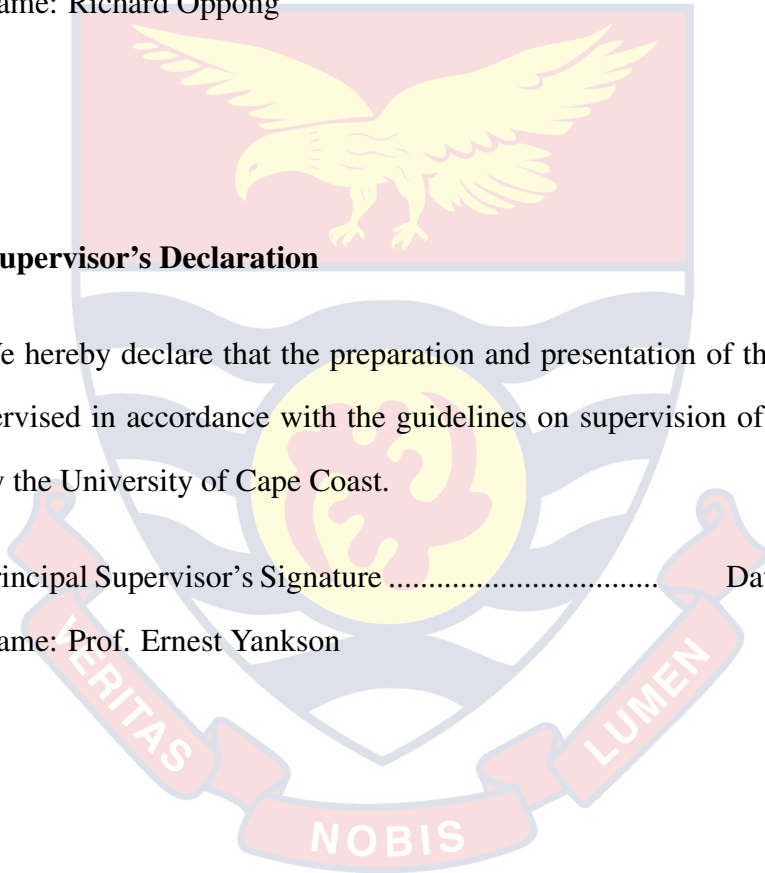 ame: Richard Oppong
upervisor's Declaration
e hereby declare that the preparation and presentation of th
ervised in accordance with the guidelines on supervision of
y the University of Cape Coast.
rincipal Supervisor's Signature ................................. Da
ame: Prof. Ernest Yankson
VERITAS
NOBIS
LUMEN